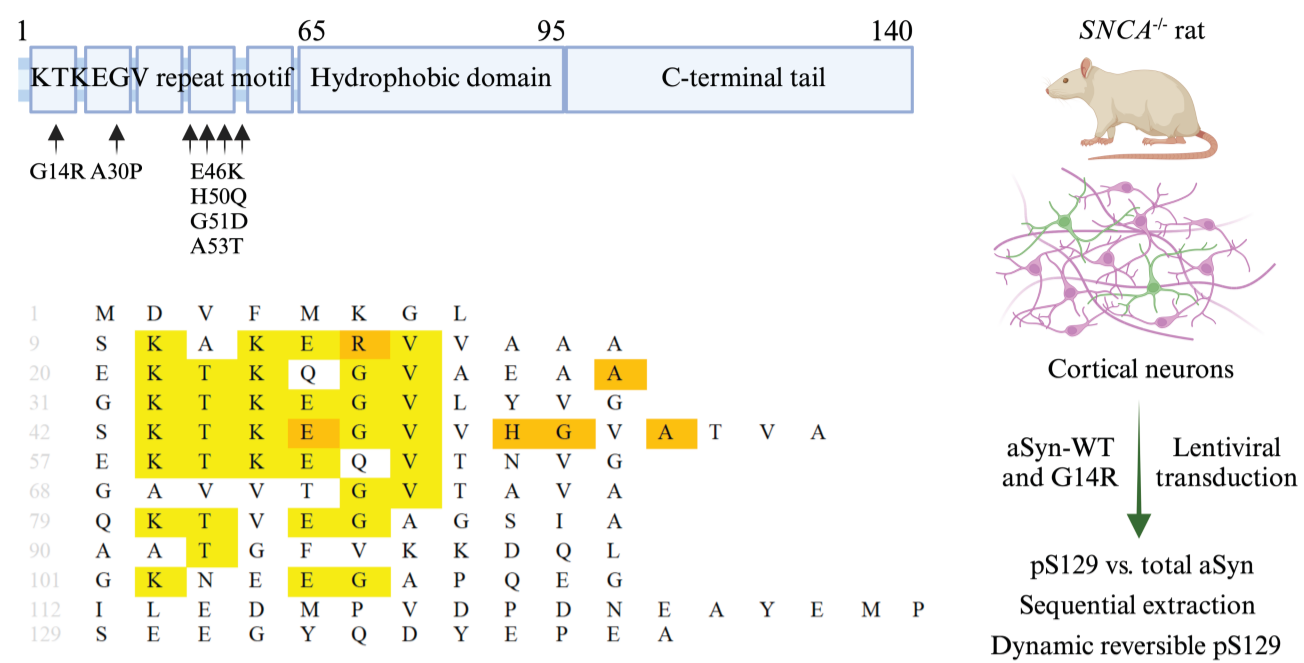 1 65 95 140
KTKEGV repeat motif Hydrophobic domain C-terminal tail
G14R A30P E46K
H50Q
G51D
A53T
1 M D V F M K G L
9 S K A K E R V V A A A
20 E K T K Q G V A E A A
31 G K T K E G V L Y V G
42 S K T K E G V V H G V A T V A
57 E K T K E Q V T N V G
68 G A V V T G V T A V A
79 Q K T V E G A G S I A
90 A A T G F V K K D Q L
101 G K N E E G A P Q E G
112 I L E D M P V D P D N E A Y E M P
129 S E E G Y Q D Y E P E A
SNCA-/- rat
Cortical neurons
aSyn-WT
and G14R
Lentiviral
transduction
pS129 vs. total aSyn
Sequential extraction
Dynamic reversible pS129